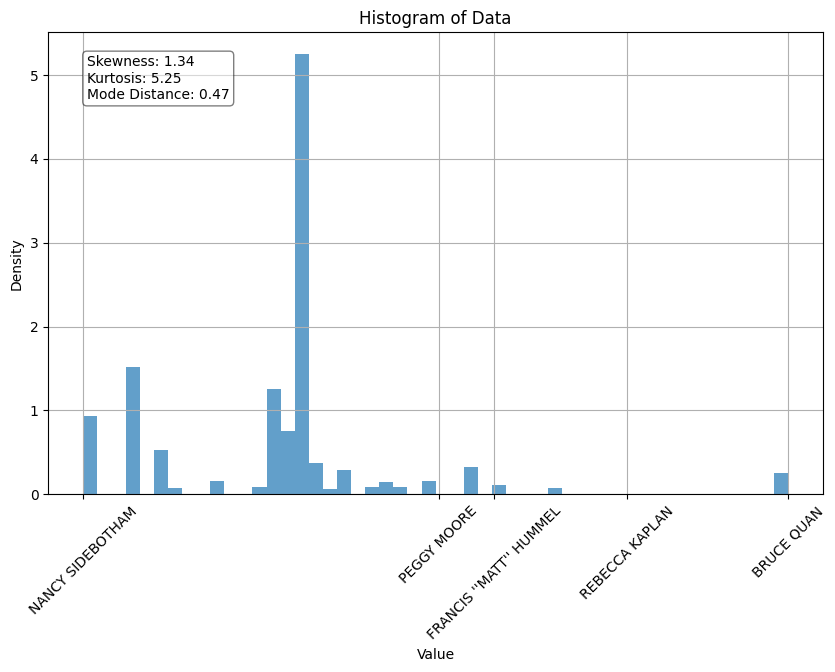 Histogram of Data
Skewness: 1.34
Kurtosis: 5.25
Mode Distance: 0.47
Density
5
4
3
2
1
0
NANCY SIDEBOTHAM
PEGGY MOORE
FRANCIS ''MATT'' HUMMEL
REBECCA KAPLAN
BRUCE QUAN
Value